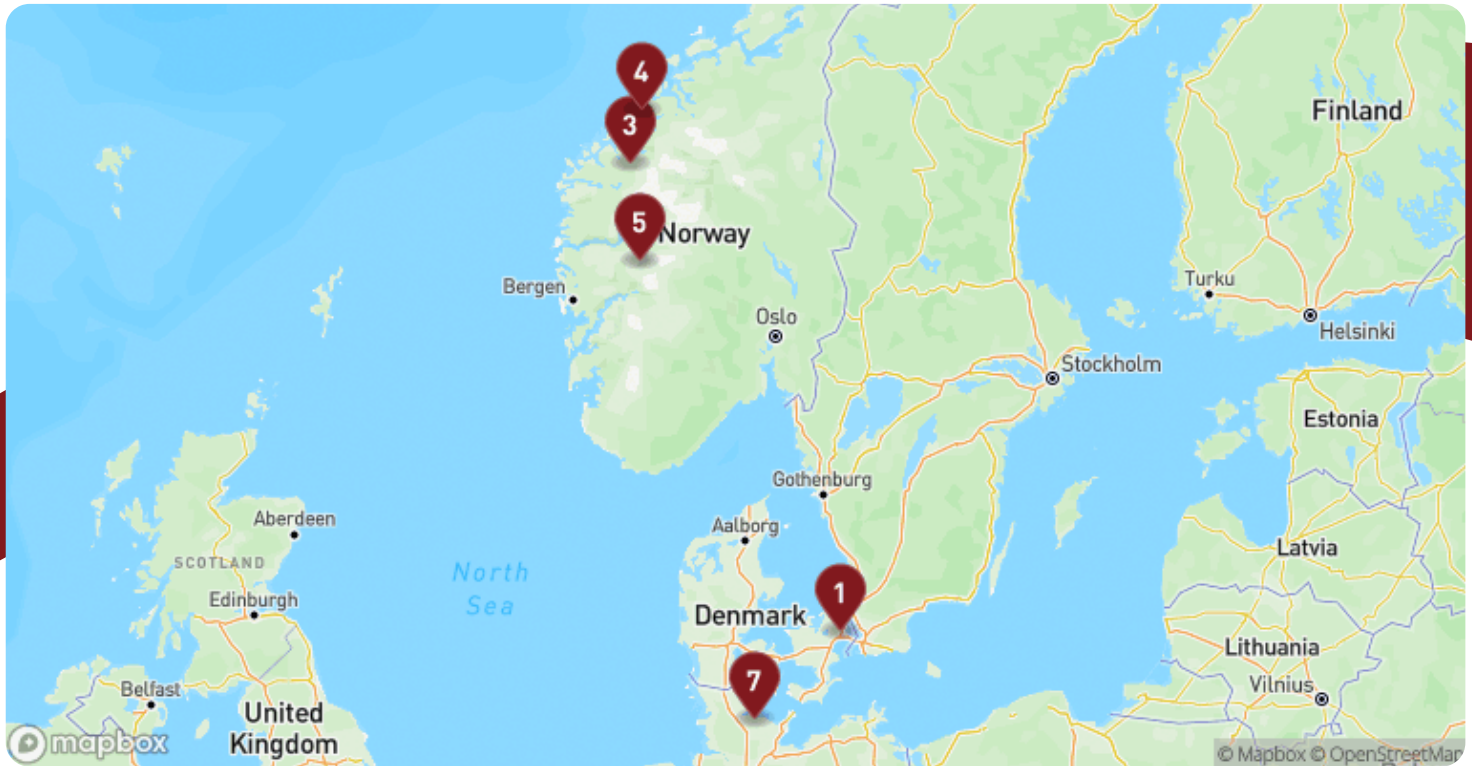 4
Finland
3
5
Norway
Turku
Bergen
Oslo
Helsinki
Stockholm
Estonia
Gothenburg
Aberdeen
Aalborg
Latvia
SCOTLAND
North
Sea
1
Edinburgh
Denmark
Lithuania
7
Vilnius
Belfast
United
Kingdom
mapbox
© Mapbox © OpenStreetMap